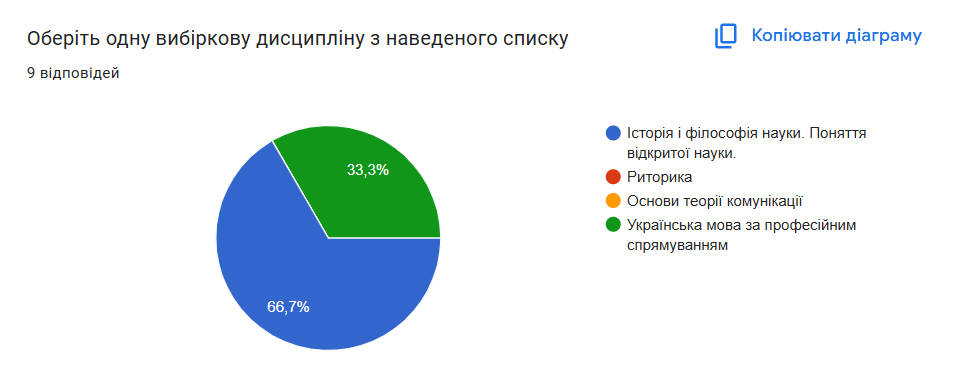 Оберіть одну вибіркову дисципліну з наведеного списку
Копіювати діаграму
9 відповідей
33,3%
66,7%
Історія і філософія науки. Поняття
відкритої науки.
Риторика
Основи теорії комунікації
Українська мова за професійним
спрямуванням